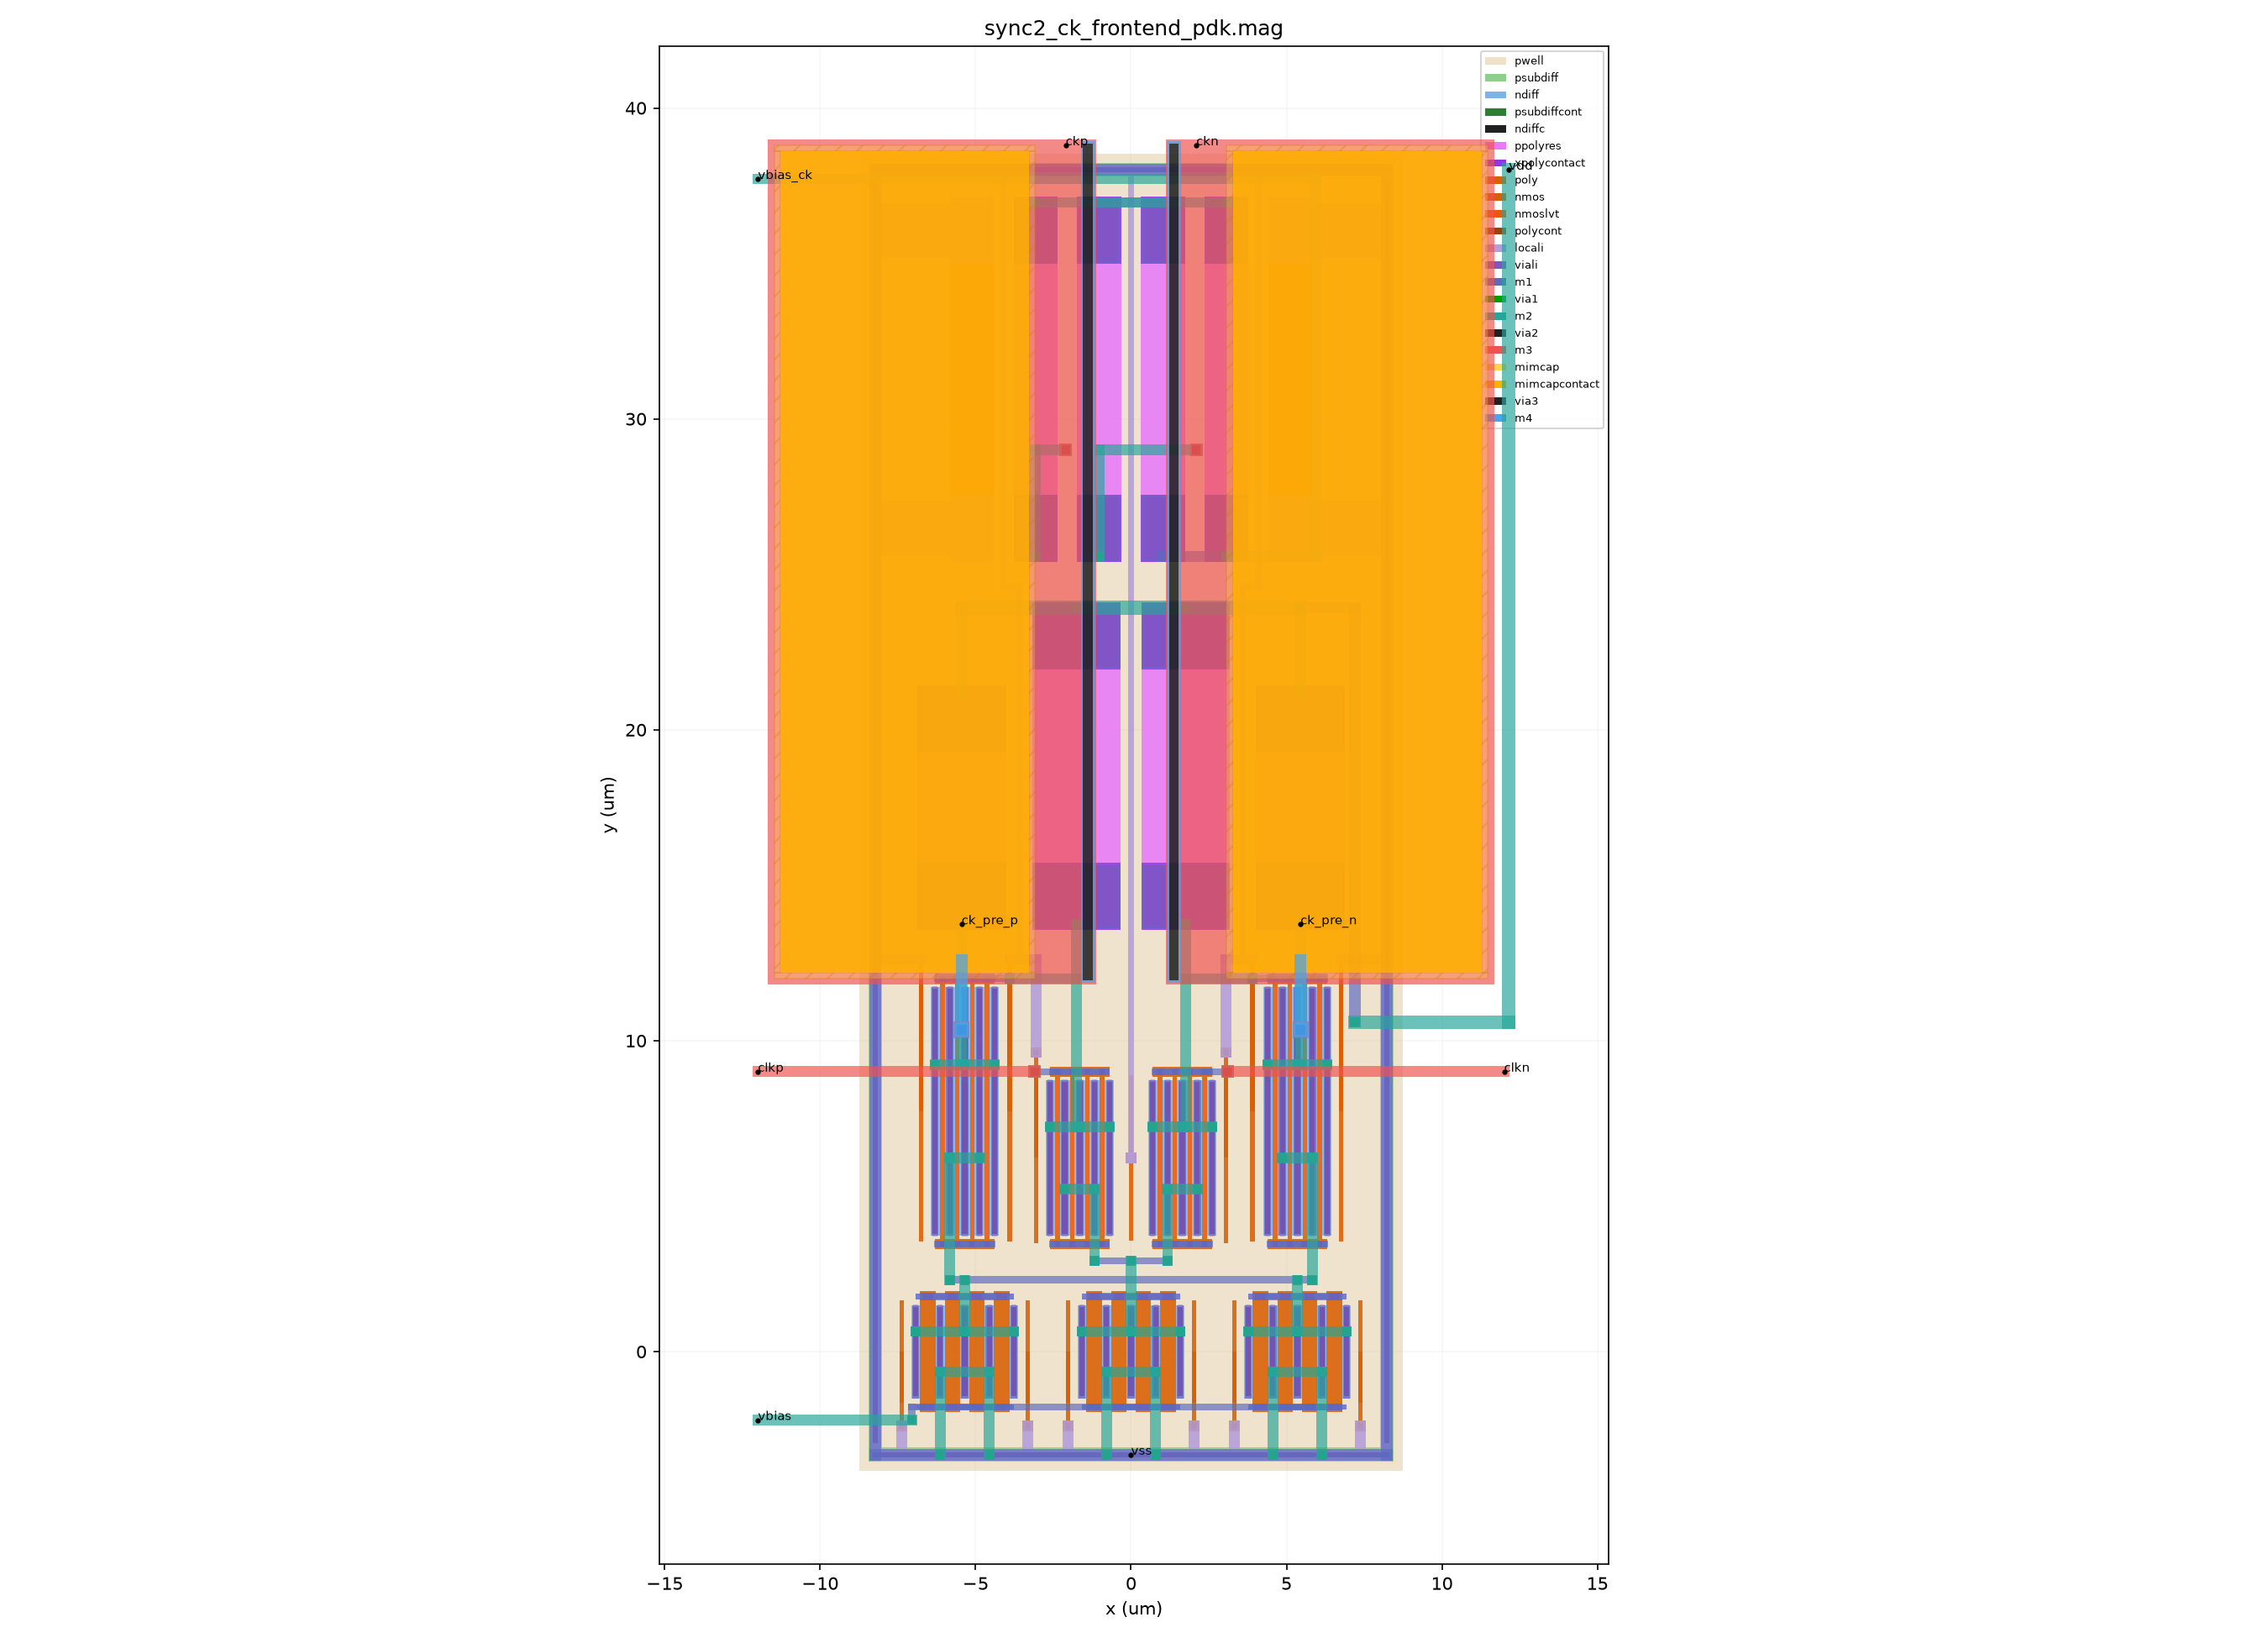 sync2_ck_frontend_pdk.mag
pwell
psubdiff
ndiff
psubdiffcont
ndiffc
ppolyres
xpolycontact
poly
nmos
nmoslvt
polycont
locali
viali
m1
via1
m2
via2
m3
mimcap
mimcapcontact
via3
m4
ckp
ckn
vdd
vbias_ck
ck_pre_p
ck_pre_n
clkp
clkn
vbias
vss
40
30
20
10
0
y (um)
−15
−10
−5
0
5
10
15
x (um)